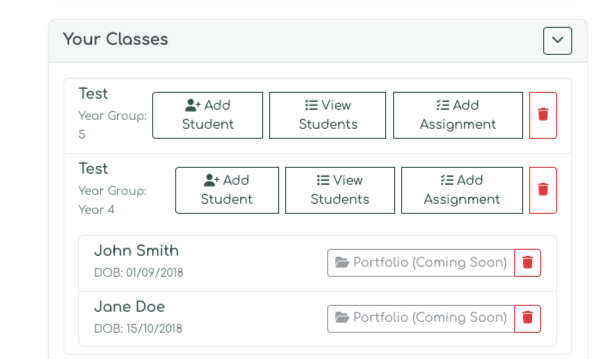 Your Classes
Test
Year Group:
5
Add
Student
View
Students
Add
Assignment
Test
Year Group:
Year 4
Add
Student
View
Students
Add
Assignment
John Smith
DOB: 01/09/2018
Portfolio (Coming Soon)
Jane Doe
DOB: 15/10/2018
Portfolio (Coming Soon)